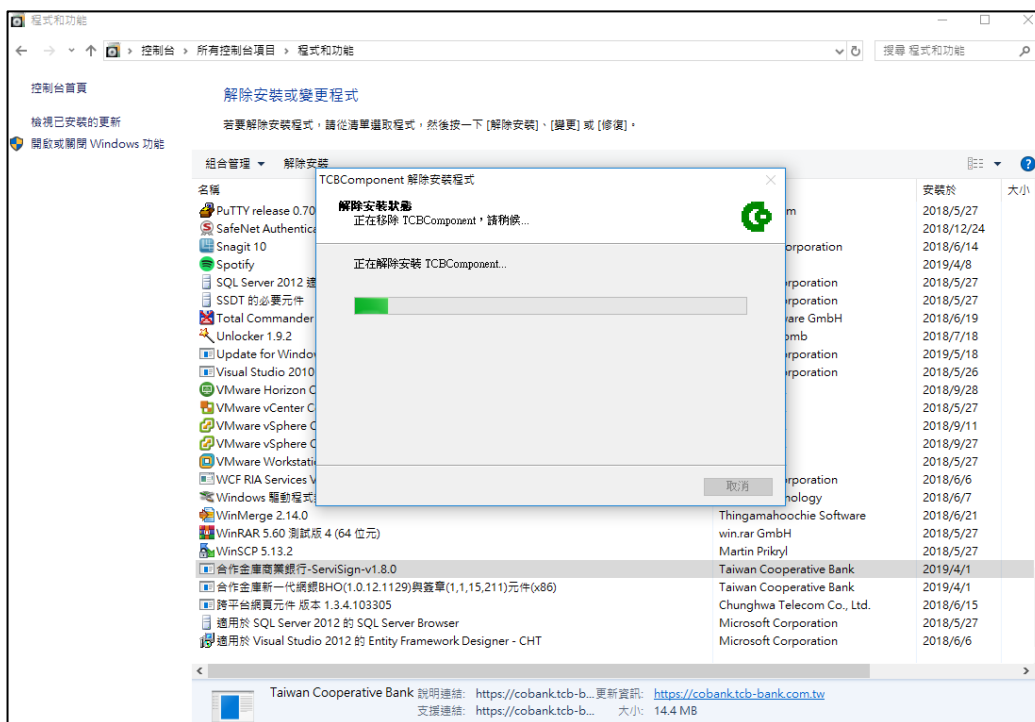 程式和功能
控制台 › 所有控制台項目 › 程式和功能
搜尋 程式和功能
控制台首頁
檢視已安裝的更新
開啟或關閉 Windows 功能
解除安裝或變更程式
若要解除安裝程式，請從清單選取程式，然後按一下 [解除安裝]、[變更] 或 [修復]。
組合管理 解除安裝
名稱 安裝於 大小
PuTTY release 0.70 2018/5/27
SafeNet Authentica 2018/12/24
Snagit 10 orporation 2018/6/14
Spotify 2019/4/8
SQL Server 2012 rporation 2018/5/27
SSDT 的必要元件 rporation 2018/5/27
Total Commander are GmbH 2018/6/19
Unlocker 1.9.2 omb 2018/7/18
Update for Windo rporation 2019/5/18
Visual Studio 2010 rporation 2018/5/26
VMware Horizon C 2018/9/28
VMware vCenter C 2018/5/27
VMware vSphere C 2018/9/11
VMware vSphere C 2018/9/27
VMware Workstati 2018/5/27
WCF RIA Services V rporation 2018/6/6
Windows 驅動程式 nology 2018/6/7
WinMerge 2.14.0 Thingamahoochie Software 2018/6/21
WinRAR 5.60 測試版 4 (64 位元) win.rar GmbH 2018/5/27
WinSCP 5.13.2 Martin Prikryl 2018/5/27
合作金庫商業銀行-ServiSign-v1.8.0 Taiwan Cooperative Bank 2019/4/1
合作金庫新一代網銀BHO(1.0.12.1129)與簽章(1,1,15,211)元件(x86) Taiwan Cooperative Bank 2019/4/1
跨平台網頁元件 版本 1.3.4.103305 Chunghwa Telecom Co., Ltd. 2018/6/15
適用於 SQL Server 2012 的 SQL Server Browser Microsoft Corporation 2018/5/27
適用於 Visual Studio 2012 的 Entity Framework Designer - CHT Microsoft Corporation 2018/6/6
TCBComponent 解除安裝程式
解除安裝狀態
正在移除 TCBComponent，請稍候...
正在解除安裝 TCBComponent...
取消
Taiwan Cooperative Bank 說明連結: https://cobank.tcb-b... 更新資訊: https://cobank.tcb-bank.com.tw
支援連結: https://cobank.tcb-b... 大小: 14.4 MB